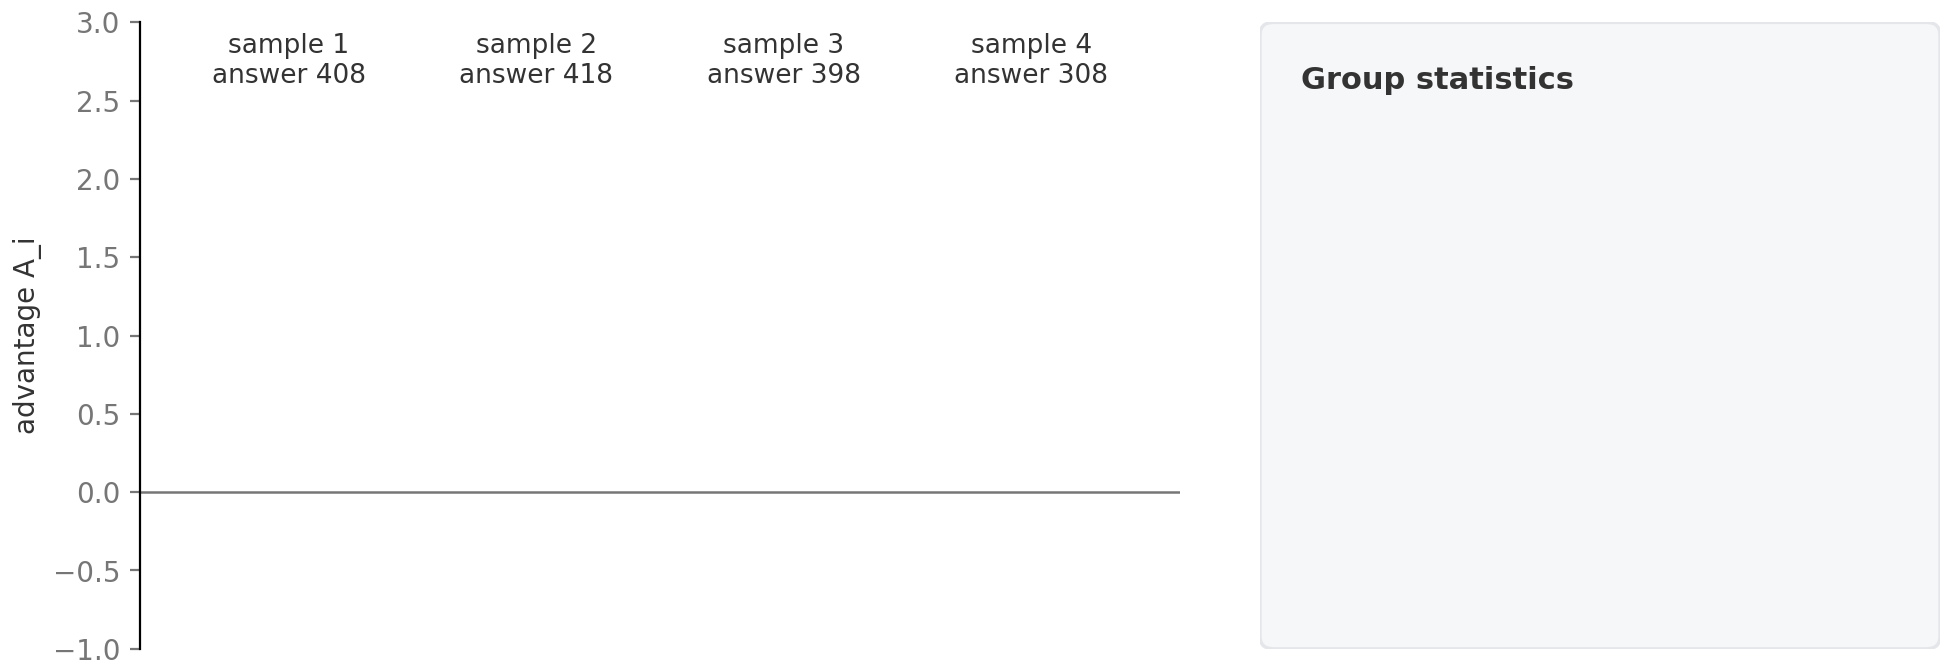 3.0
2.5
2.0
1.5
1.0
0.5
0.0
−0.5
−1.0
advantage A_i
sample 1
answer 408
sample 2
answer 418
sample 3
answer 398
sample 4
answer 308
Group statistics